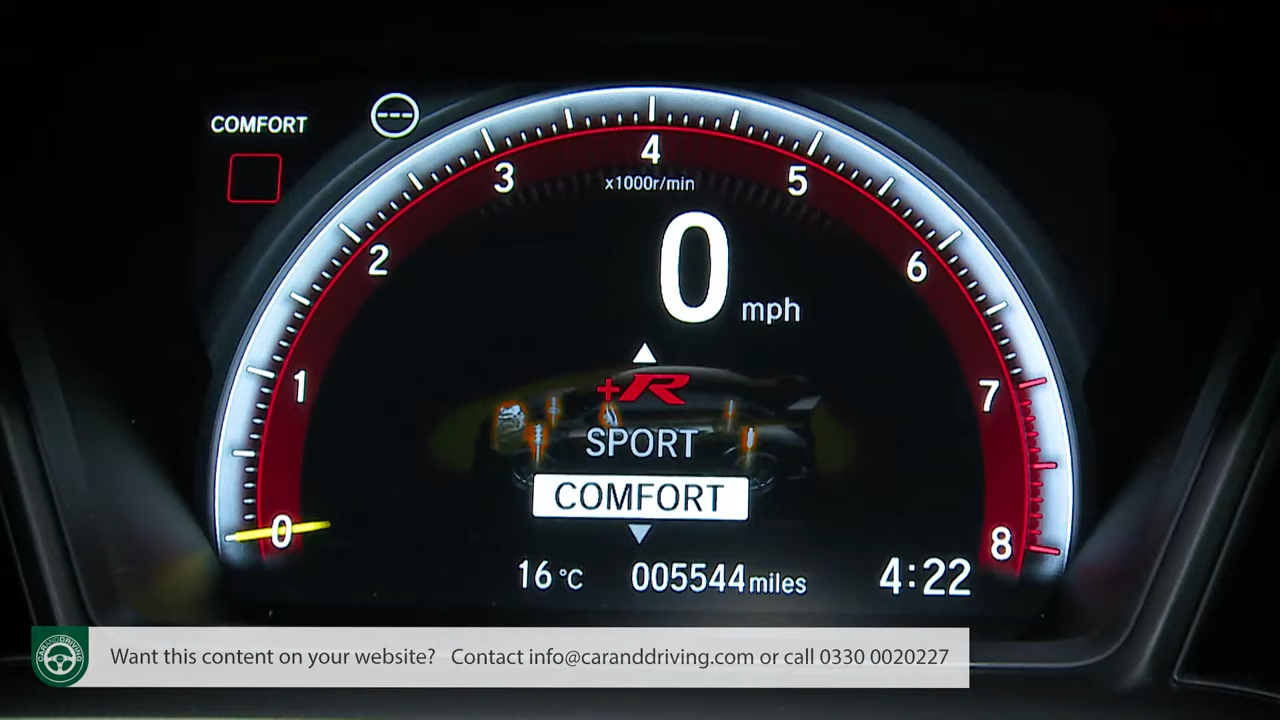 COMFORT
4
3
5
x1000r/min
2
6
0
mph
1
7
+R
SPORT
COMFORT
0
8
16 °C
005544 miles
4:22
CARANDDRIVING
Want this content on your website? Contact info@caranddriving.com or call 0330 0020227